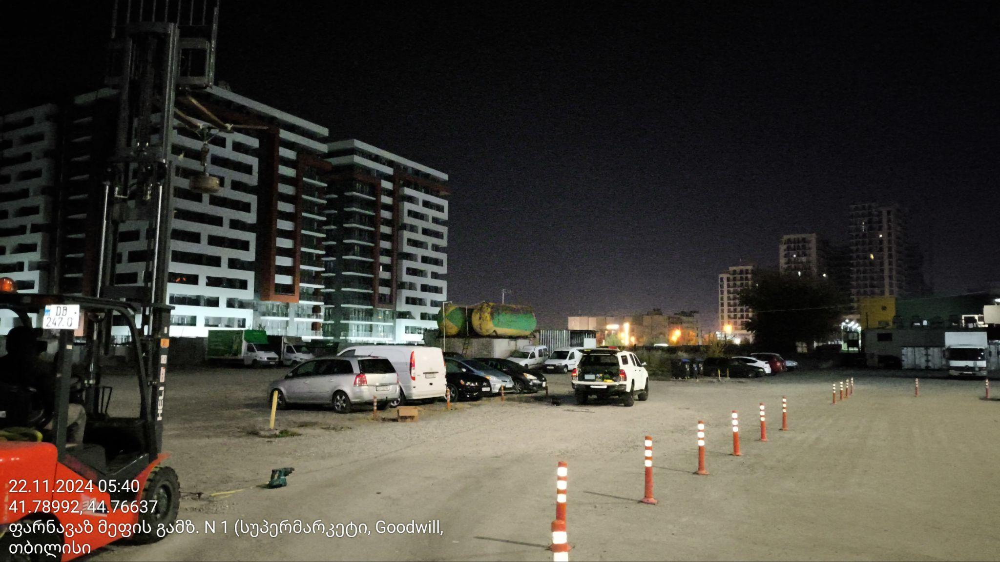 DB
247.Q
HELI
22.11.2024 05:40
41.78992, 44.76637
ფარნავაზ მეფის გამზ. N 1 (სუპერმარკეტი, Goodwill,
თბილისი